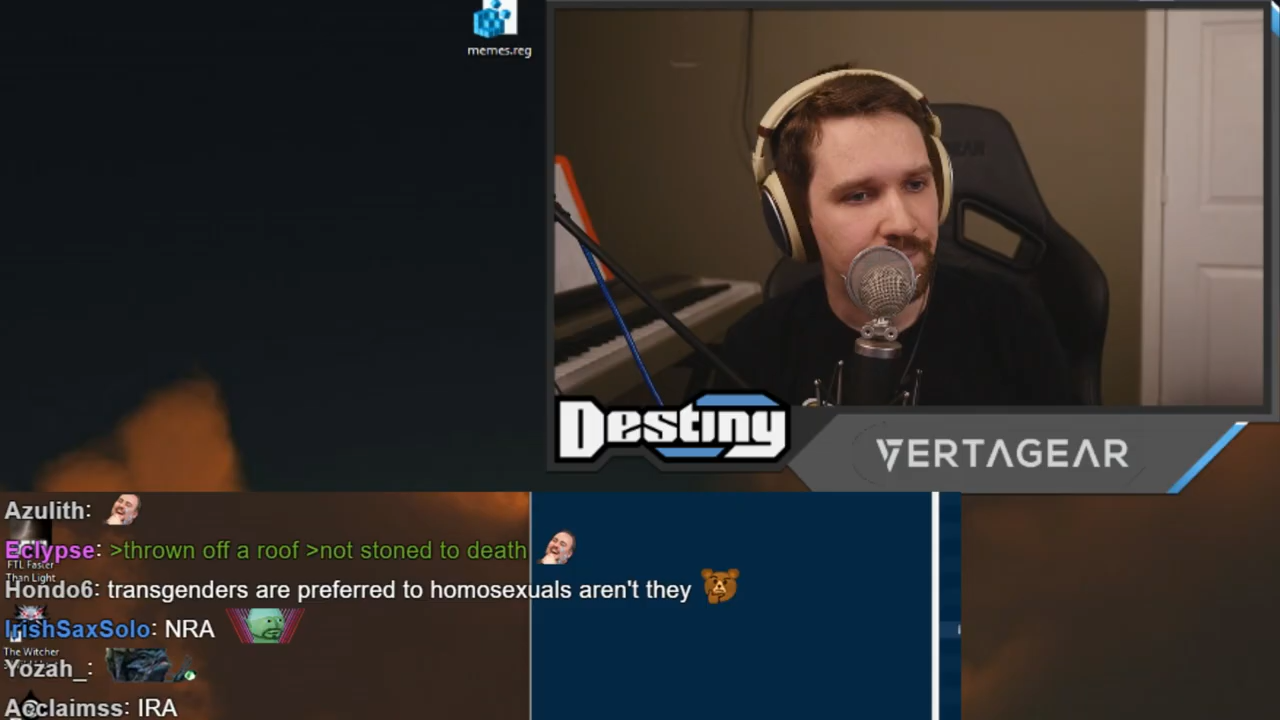 memes.reg
Destiny
VERTAGEAR
Azulith:
Eclypse: >thrown off a roof >not stoned to death
FTL Faster
Than Light
Hondo6: transgenders are preferred to homosexuals aren't they
IrishSaxSolo: NRA
The Witcher
Yozah_:
Acclaimss: IRA